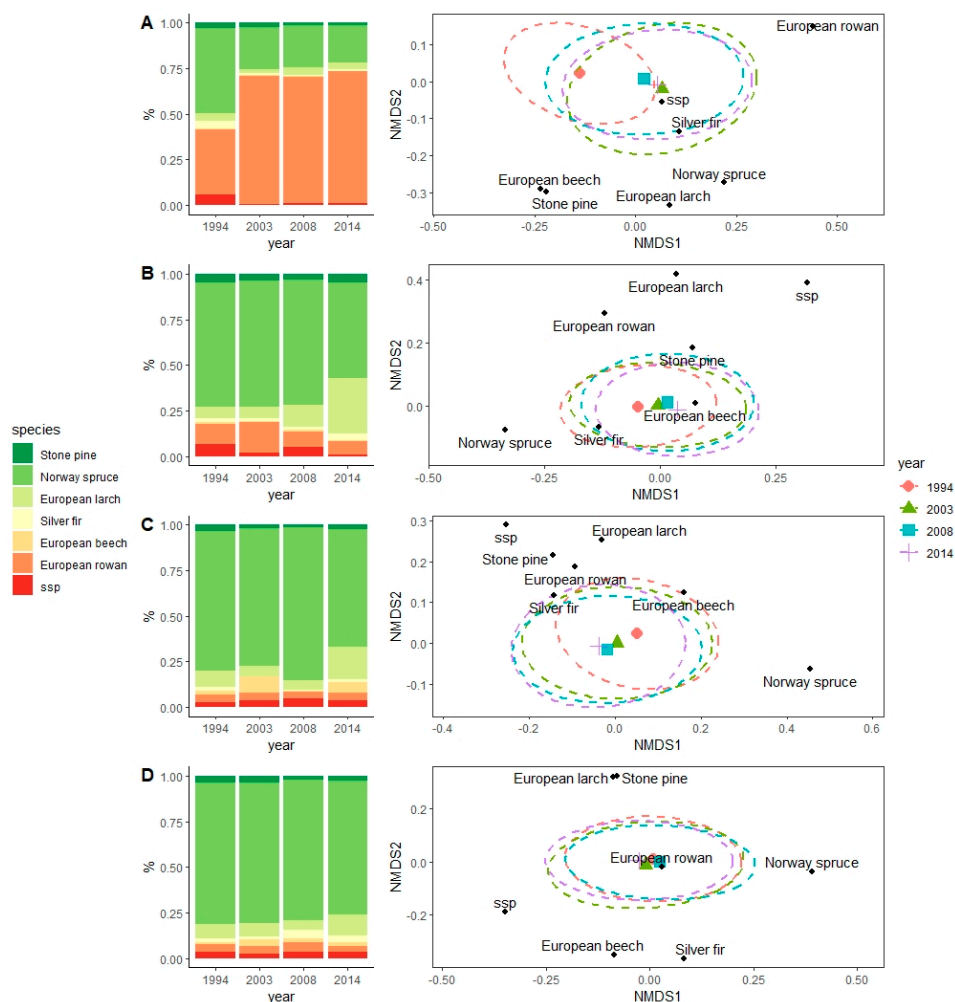 A
1.00
0.75
0.50
0.25
0.00
%
1994 2003 2008 2014
year
0.1
0.0
-0.1
-0.2
-0.3
NMDS2
European rowan
ssp
Silver fir
Norway spruce
European beech
Stone pine
European larch
-0.50 -0.25 0.00 0.25 0.50
NMDS1
B
1.00
0.75
0.50
0.25
0.00
%
1994 2003 2008 2014
year
0.4
0.2
0.0
NMDS2
European larch
ssp
European rowan
Stone pine
European beech
Norway spruce
Silver fir
-0.50 -0.25 0.00 0.25
NMDS1
species
Stone pine
Norway spruce
European larch
Silver fir
European beech
European rowan
ssp
year
1994
2003
2008
2014
C
1.00
0.75
0.50
0.25
0.00
%
1994 2003 2008 2014
year
0.3
0.2
0.1
0.0
-0.1
NMDS2
ssp
European larch
Stone pine
European rowan
Silver fir
European beech
Norway spruce
-0.4 -0.2 0.0 0.2 0.4 0.6
NMDS1
D
1.00
0.75
0.50
0.25
0.00
%
1994 2003 2008 2014
year
0.2
0.0
-0.2
NMDS2
European larch Stone pine
European rowan
Norway spruce
ssp
European beech
Silver fir
-0.50 -0.25 0.00 0.25 0.50
NMDS1